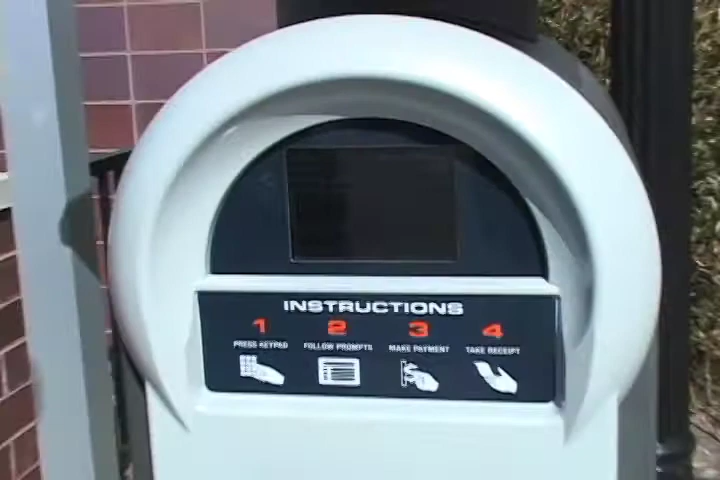 INSTRUCTIONS
1 2 3 4
PRESS KEYPAD FOLLOW PROMPTS MAKE PAYMENT TAKE RECEIPT